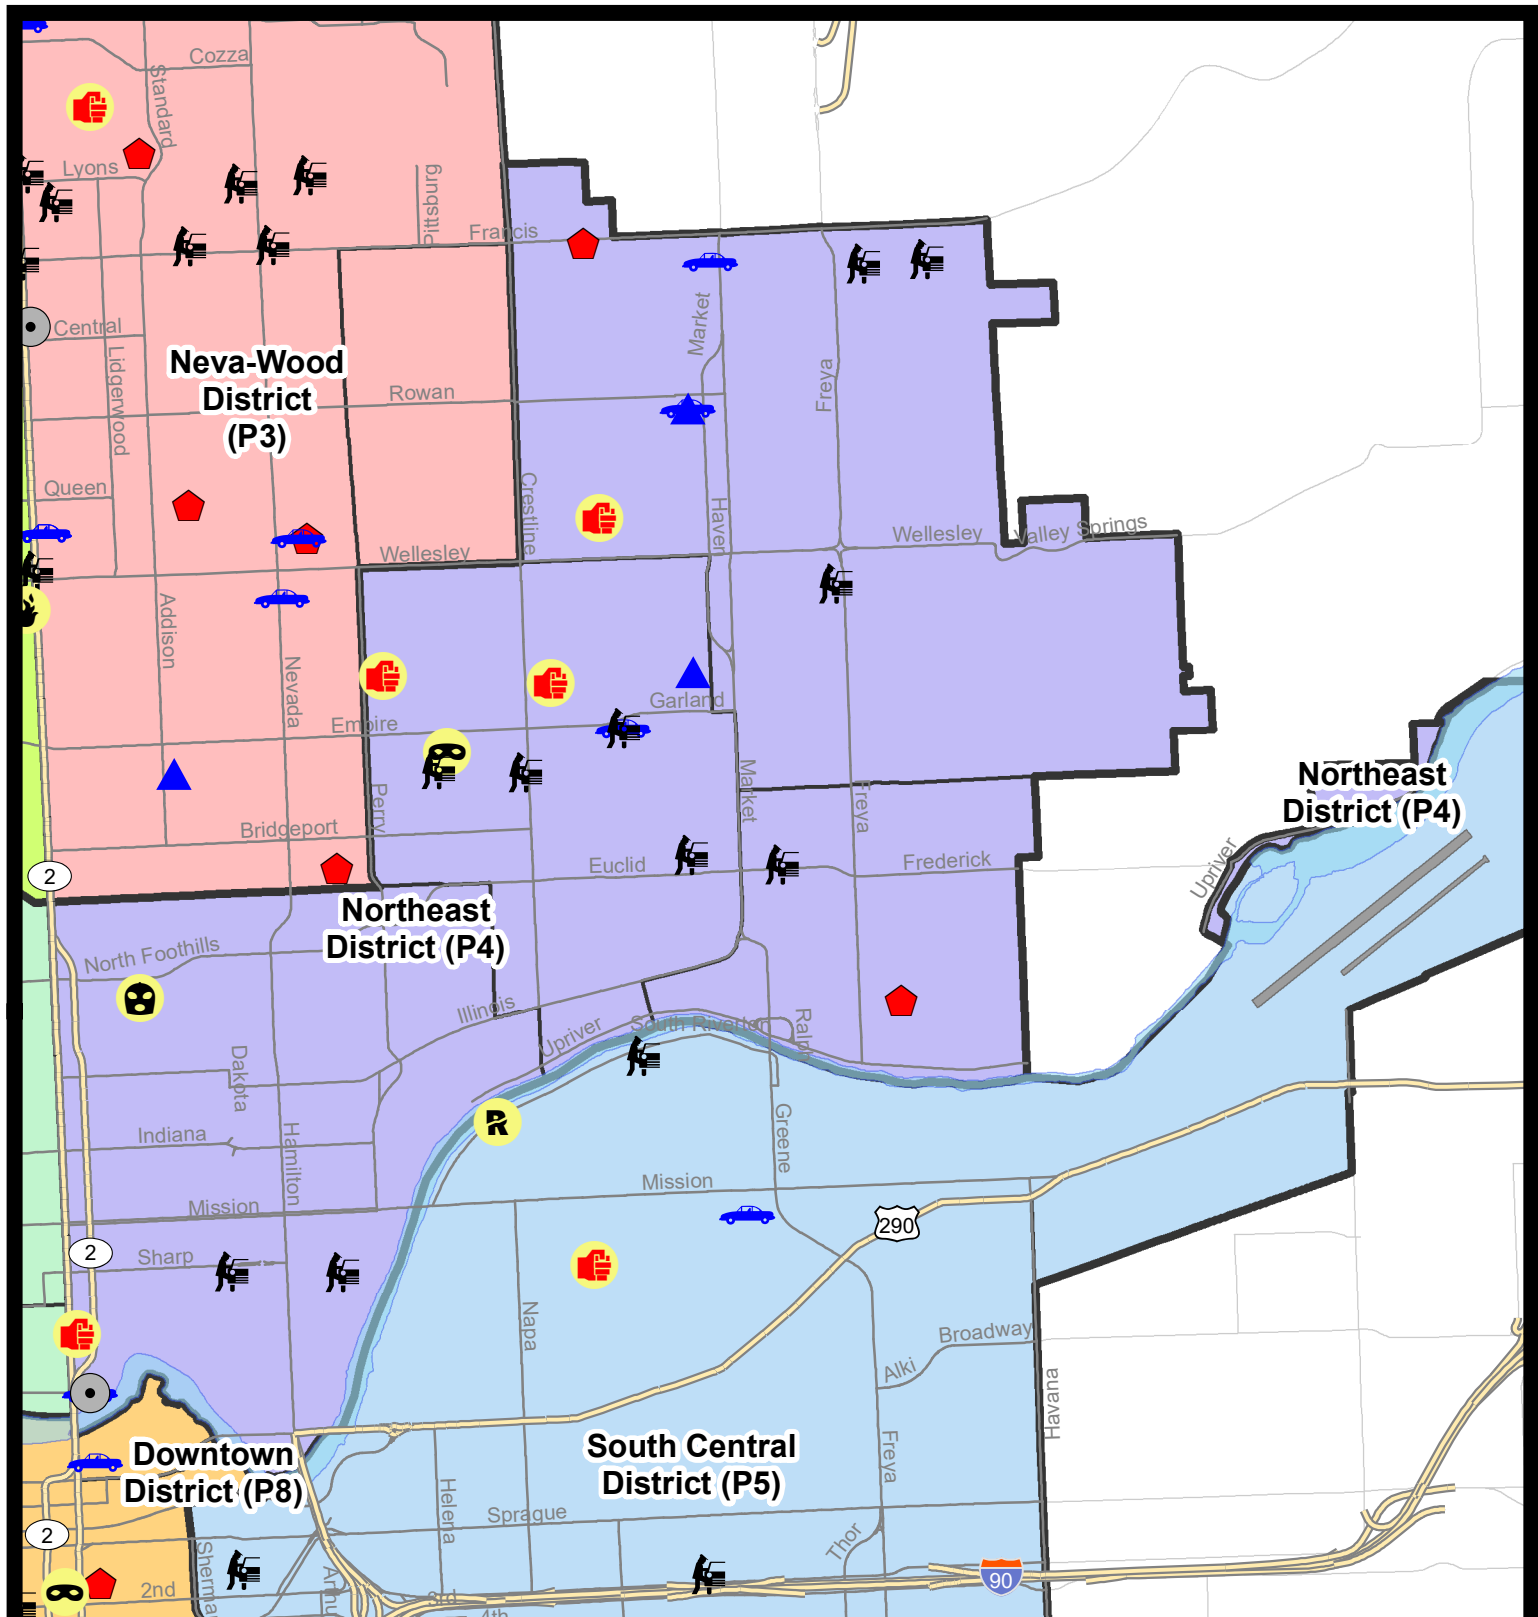 Cozza
Standard
Lyons
Pittsburg
Francis
Central
Market
Neva-Wood
District
(P3)
Lidgerwood
Rowan
Freya
Queen
Crestline
Haven
Wellesley
Wellesley
Valley Springs
Addison
Nevada
Garland
Empire
Perry
Market
Freya
Northeast
District (P4)
Bridgeport
Euclid
Frederick
Upriver
2
Northeast
District (P4)
North Foothills
Illinois
Upriver
South Riverton
Ralph
Dakota
Indiana
Hamilton
Greene
Mission
Mission
290
2
Sharp
Napa
Broadway
Alki
Havana
Downtown
District (P8)
South Central
District (P5)
Freya
Helena
Sprague
2
Thor
2nd
3rd
4th
90
R